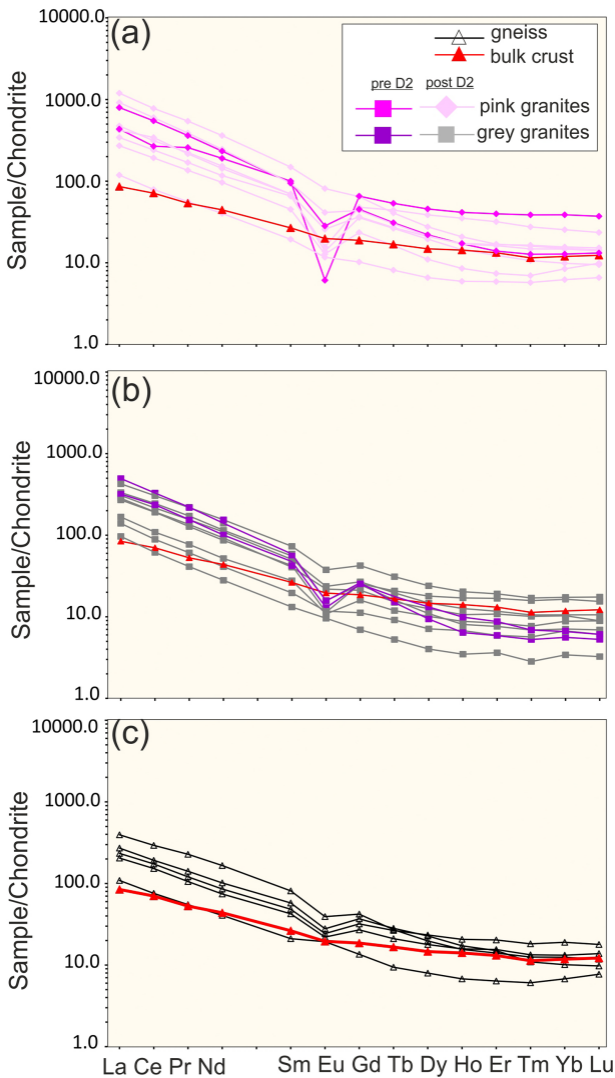 (a)
10000.0
1000.0
100.0
10.0
1.0
Sample/Chondrite
gneiss
bulk crust
pre D2 post D2
pink granites
grey granites
(b)
10000.0
1000.0
100.0
10.0
1.0
Sample/Chondrite
(c)
10000.0
1000.0
100.0
10.0
1.0
Sample/Chondrite
La Ce Pr Nd Sm Eu Gd Tb Dy Ho Er Tm Yb Lu